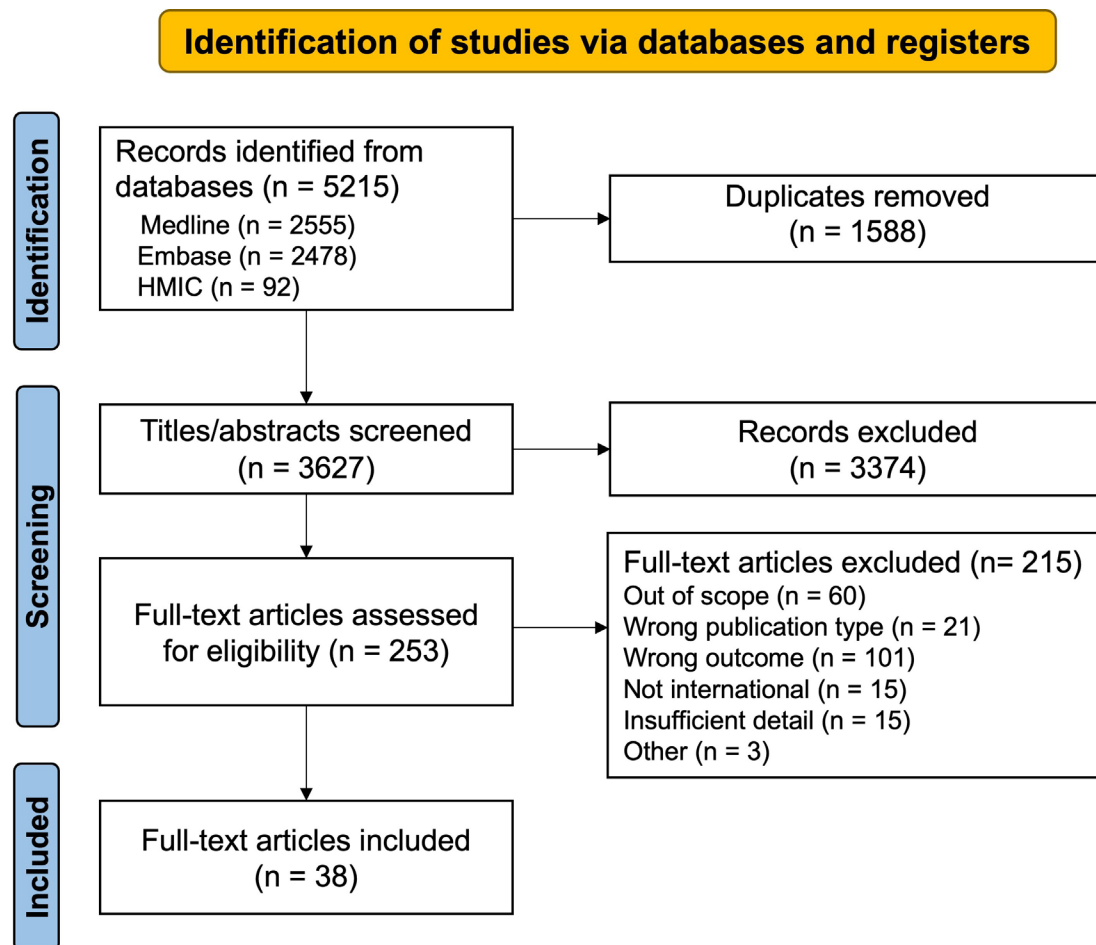 Identification of studies via databases and registers
Identification
Records identified from
databases (n = 5215)
Medline (n = 2555)
Embase (n = 2478)
HMIC (n = 92)
Duplicates removed
(n = 1588)
Screening
Titles/abstracts screened
(n = 3627)
Records excluded
(n = 3374)
Full-text articles assessed
for eligibility (n = 253)
Full-text articles excluded (n= 215)
Out of scope (n = 60)
Wrong publication type (n = 21)
Wrong outcome (n = 101)
Not international (n = 15)
Insufficient detail (n = 15)
Other (n = 3)
Included
Full-text articles included
(n = 38)